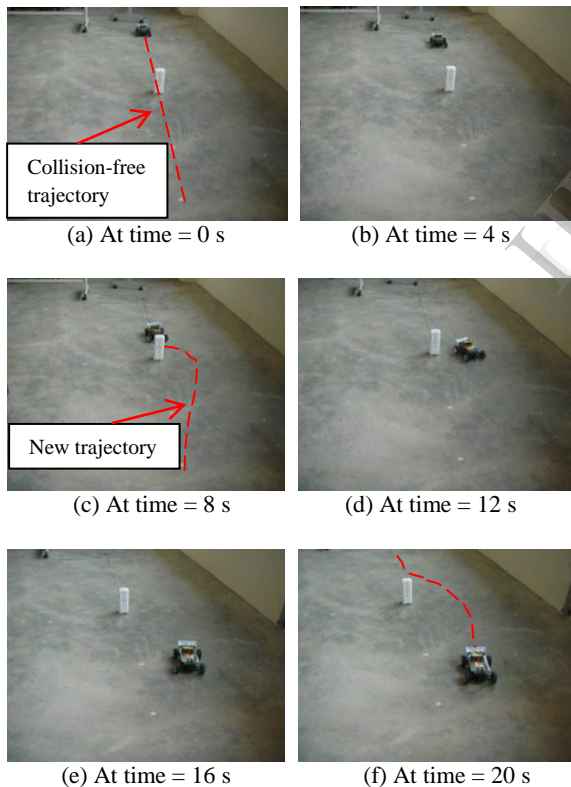 Collision-free
trajectory
(a) At time = 0 s
(b) At time = 4 s
New trajectory
(c) At time = 8 s
(d) At time = 12 s
(e) At time = 16 s
(f) At time = 20 s